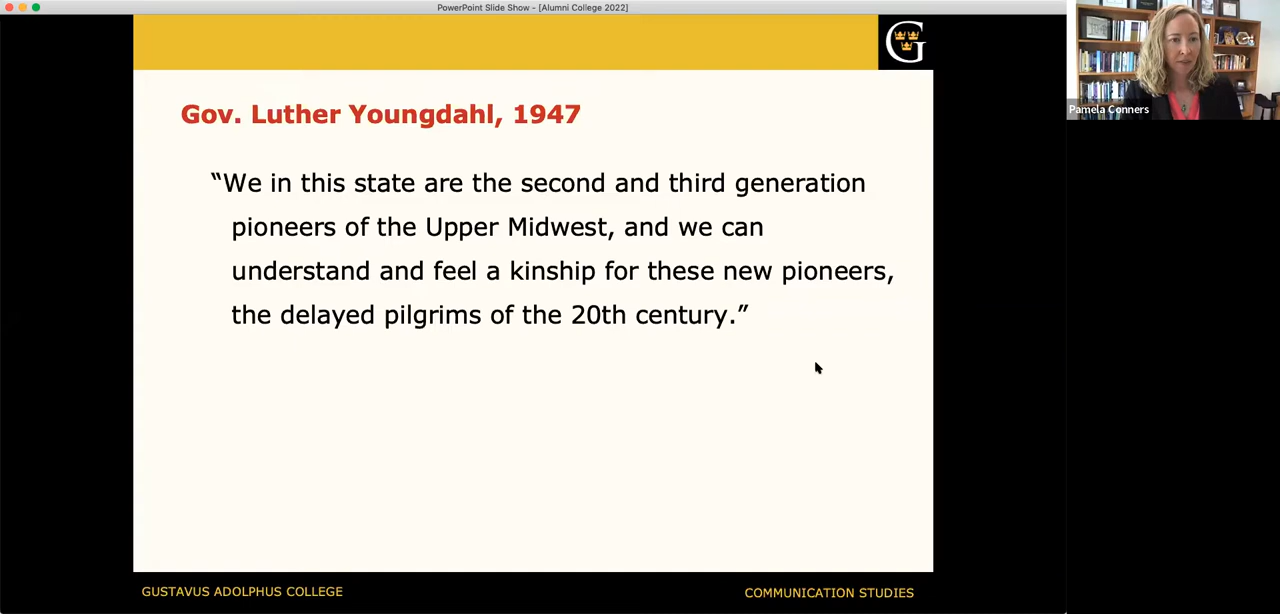 PowerPoint Slide Show - [Alumni College 2022]
G
Pamela Conners
Gov. Luther Youngdahl, 1947
“We in this state are the second and third generation
pioneers of the Upper Midwest, and we can
understand and feel a kinship for these new pioneers,
the delayed pilgrims of the 20th century.”
GUSTAVUS ADOLPHUS COLLEGE
COMMUNICATION STUDIES